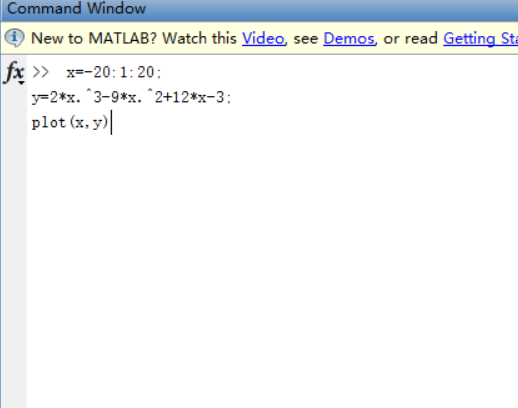 Command Window
New to MATLAB? Watch this Video, see Demos, or read Getting Sta
fx >> x=-20:1:20;
y=2*x.^3-9*x.^2+12*x-3;
plot(x,y)